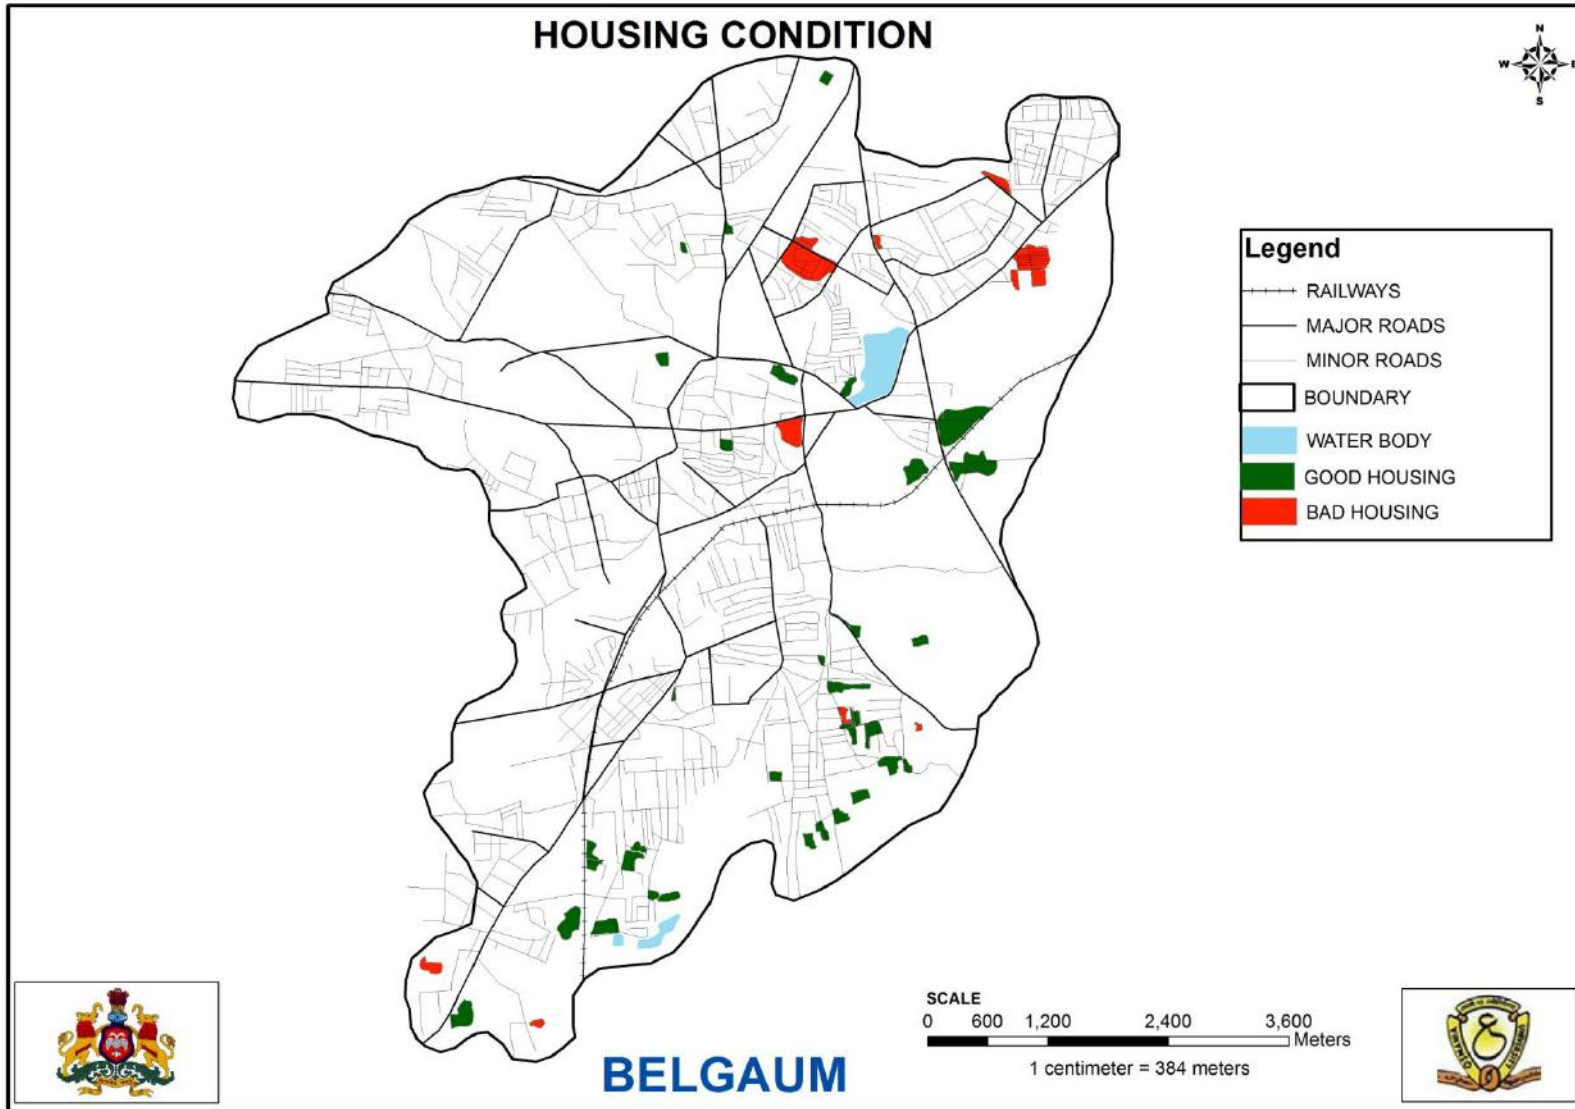 HOUSING CONDITION
N
W E
S
Legend
RAILWAYS
MAJOR ROADS
MINOR ROADS
BOUNDARY
WATER BODY
GOOD HOUSING
BAD HOUSING
SCALE
0 600 1,200 2,400 3,600
Meters
1 centimeter = 384 meters
BELGAUM